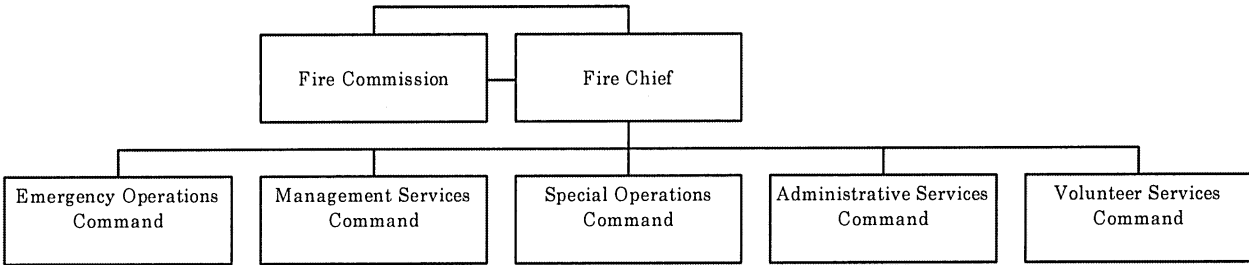 Fire Commission
Fire Chief
Emergency Operations
Command
Management Services
Command
Special Operations
Command
Administrative Services
Command
Volunteer Services
Command